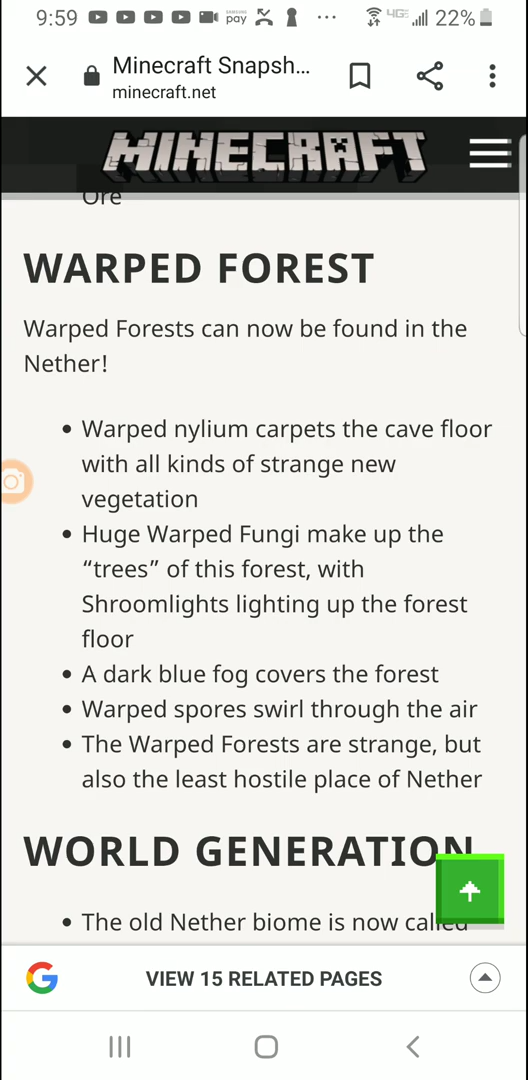 9:59
SAMSUNG pay
4GE
22%
Minecraft Snapsh...
minecraft.net
MINECRAFT
Ore
WARPED FOREST
Warped Forests can now be found in the
Nether!
• Warped nylium carpets the cave floor
with all kinds of strange new
vegetation
• Huge Warped Fungi make up the
“trees” of this forest, with
Shroomlights lighting up the forest
floor
• A dark blue fog covers the forest
• Warped spores swirl through the air
• The Warped Forests are strange, but
also the least hostile place of Nether
WORLD GENERATION
• The old Nether biome is now called
VIEW 15 RELATED PAGES